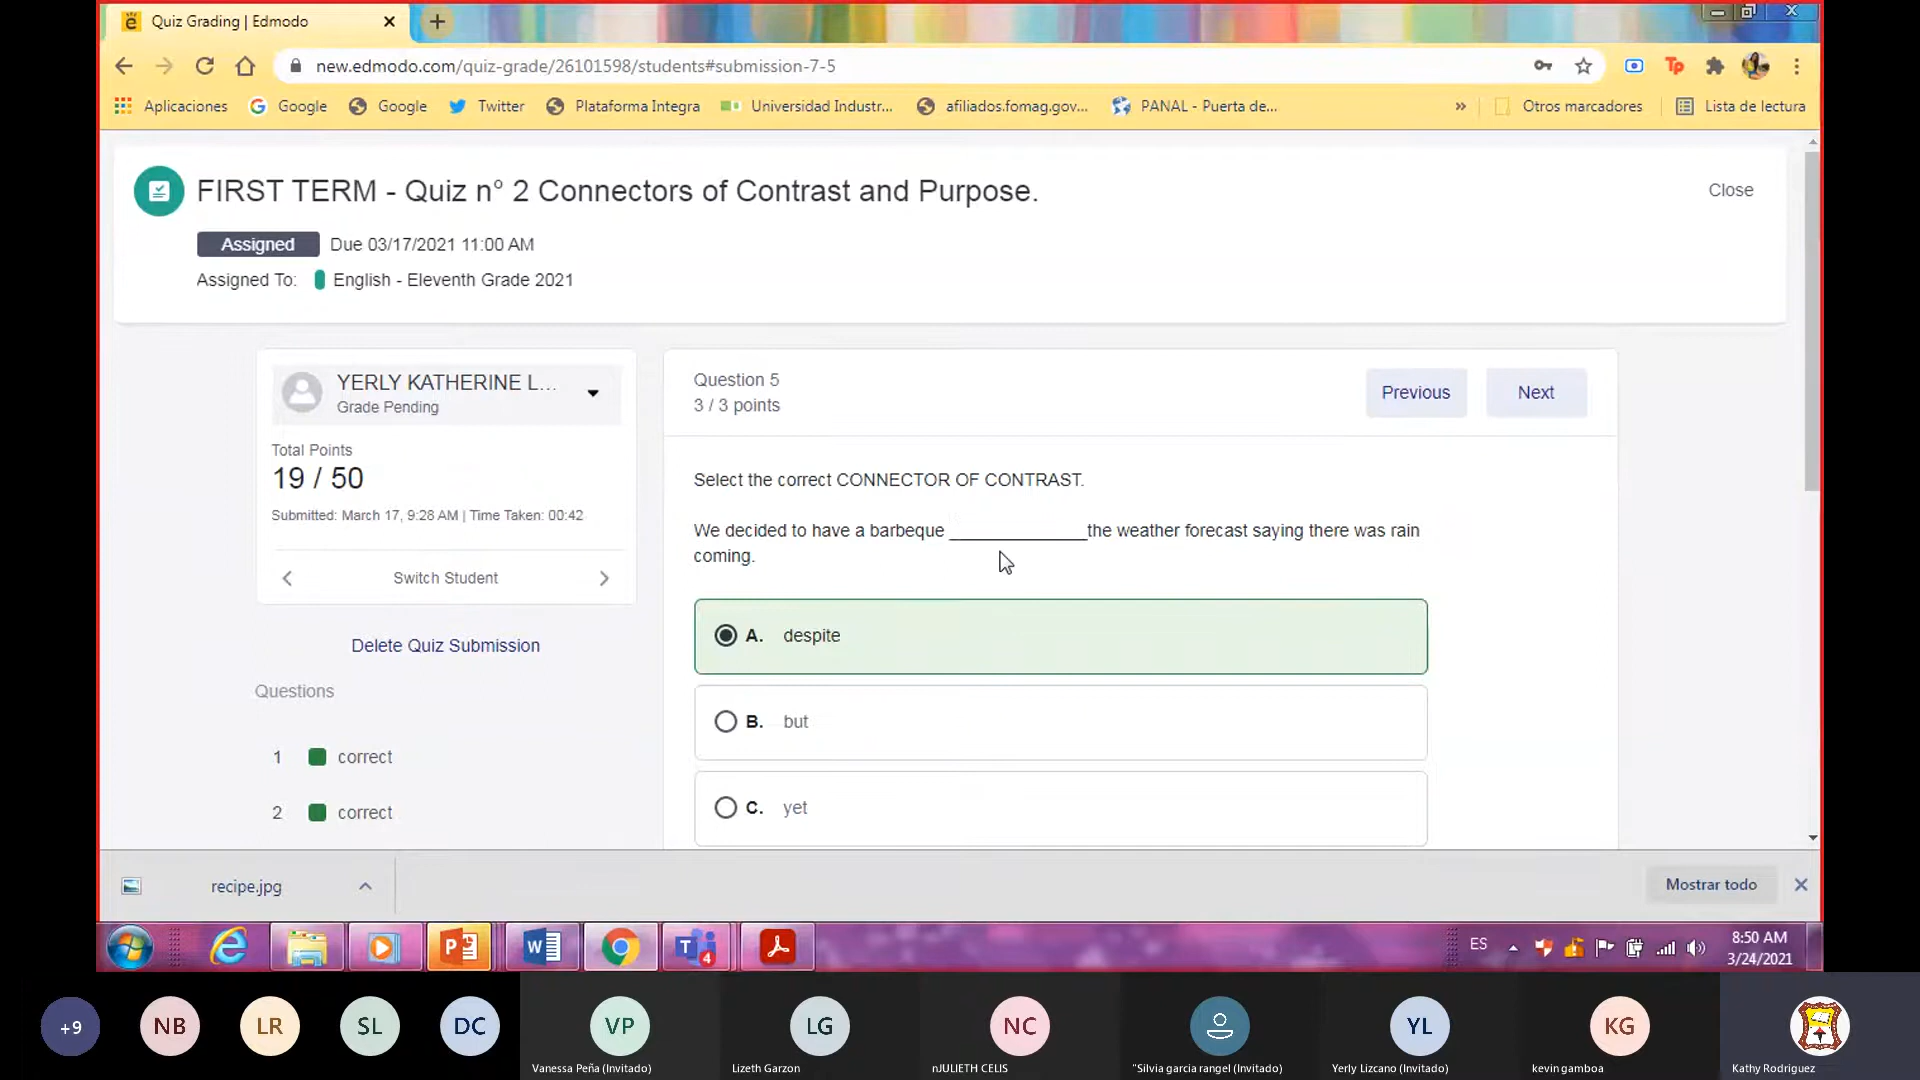 Quiz Grading | Edmodo
new.edmodo.com/quiz-grade/26101598/students#submission-7-5
Aplicaciones Google Google Twitter Plataforma Integra Universidad Industr... afiliados.fomag.gov... PANAL - Puerta de... » Otros marcadores Lista de lectura
FIRST TERM - Quiz n° 2 Connectors of Contrast and Purpose.
Close
Assigned Due 03/17/2021 11:00 AM
Assigned To: English - Eleventh Grade 2021
YERLY KATHERINE L...
Grade Pending
Total Points
19 / 50
Submitted: March 17, 9:28 AM | Time Taken: 00:42
Switch Student
Delete Quiz Submission
Questions
1 correct
2 correct
Question 5
3 / 3 points
Previous
Next
Select the correct CONNECTOR OF CONTRAST.
We decided to have a barbeque ______________the weather forecast saying there was rain
coming.
A. despite
B. but
C. yet
recipe.jpg
Mostrar todo
4
ES
8:50 AM
3/24/2021
+9 NB LR SL DC VP LG NC YL KG
Vanessa Peña (Invitado) Lizeth Garzon nJULIETH CELIS "Silvia garcia rangel (Invitado) Yerly Lizcano (Invitado) kevin gamboa Kathy Rodriguez